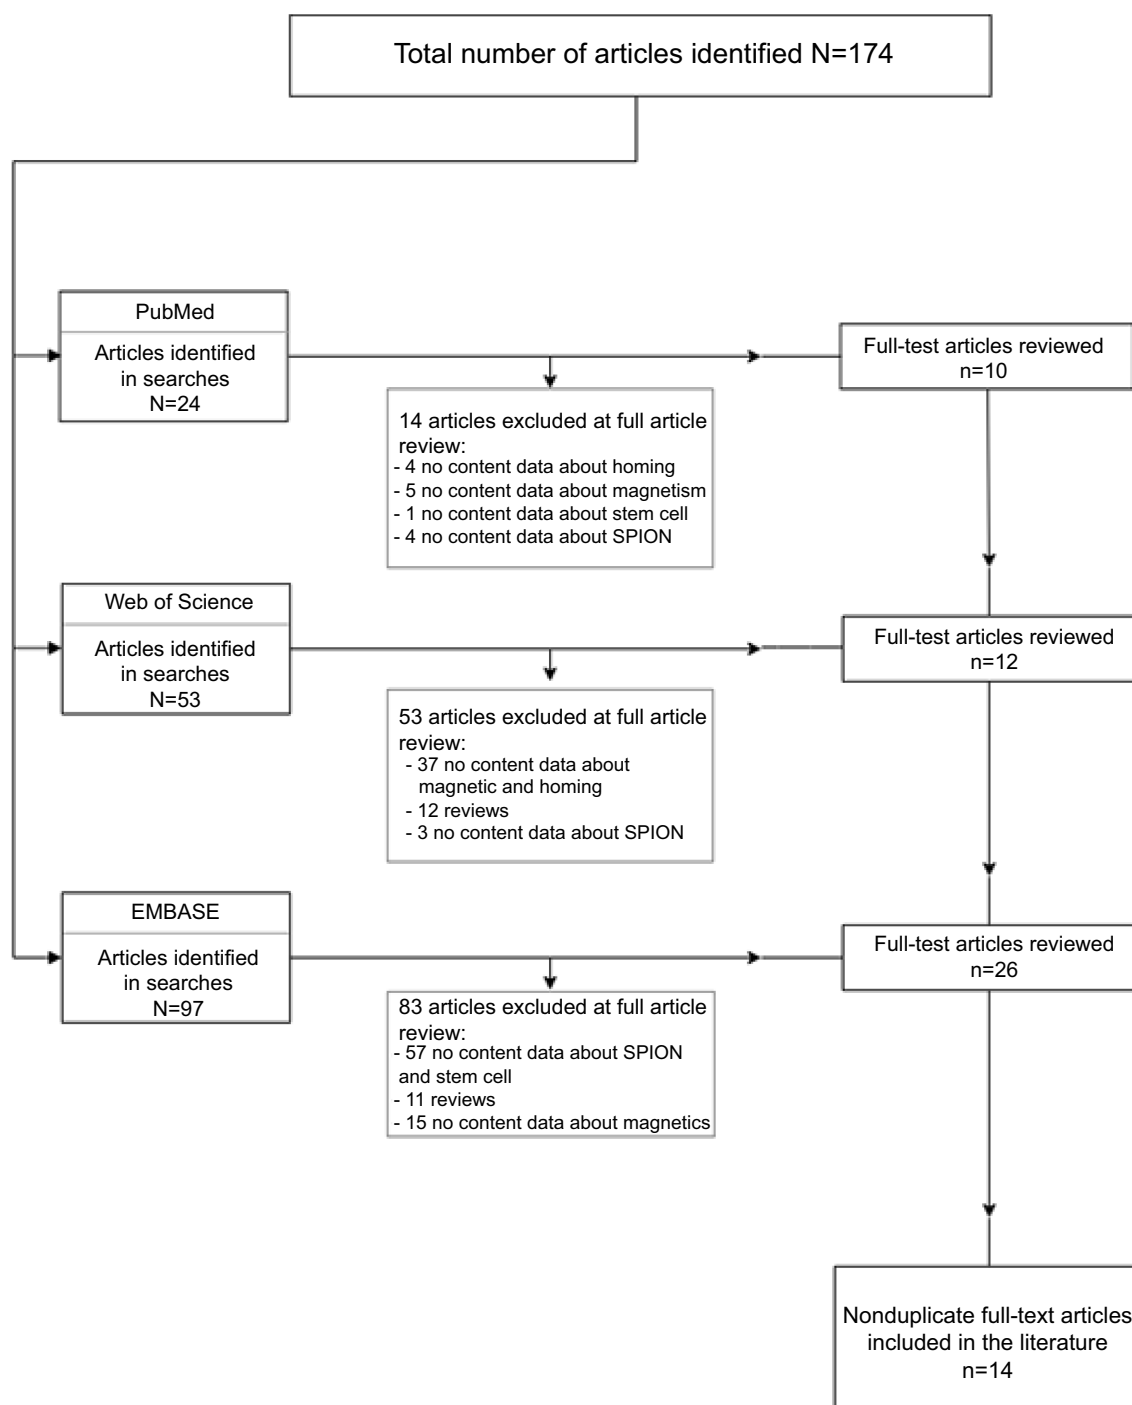 Total number of articles identified N=174
PubMed
Articles identified
in searches
N=24
Full-test articles reviewed
n=10
14 articles excluded at full article
review:
- 4 no content data about homing
- 5 no content data about magnetism
- 1 no content data about stem cell
- 4 no content data about SPION
Web of Science
Articles identified
in searches
N=53
Full-test articles reviewed
n=12
53 articles excluded at full article
review:
- 37 no content data about
magnetic and homing
- 12 reviews
- 3 no content data about SPION
EMBASE
Articles identified
in searches
N=97
Full-test articles reviewed
n=26
83 articles excluded at full article
review:
- 57 no content data about SPION
and stem cell
- 11 reviews
- 15 no content data about magnetics
Nonduplicate full-text articles
included in the literature
n=14